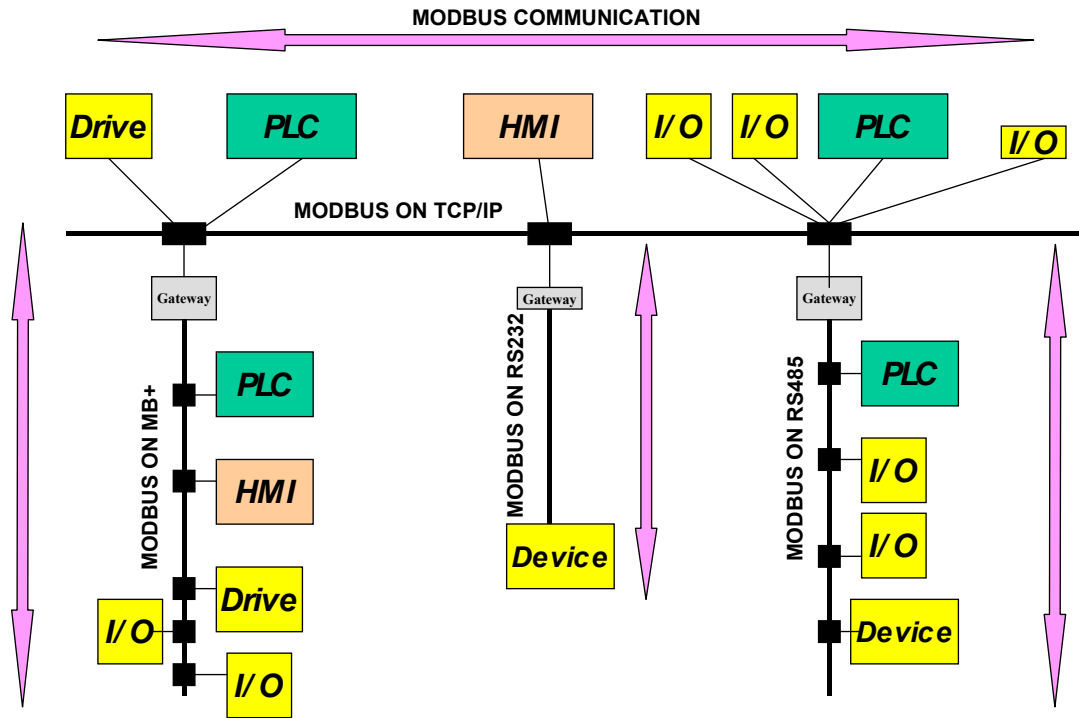 MODBUS COMMUNICATION
Drive
PLC
HMI
I/O
I/O
PLC
I/O
MODBUS ON TCP/IP
Gateway
Gateway
Gateway
MODBUS ON MB+
PLC
HMI
Drive
I/O
I/O
MODBUS ON RS232
Device
MODBUS ON RS485
PLC
I/O
I/O
Device